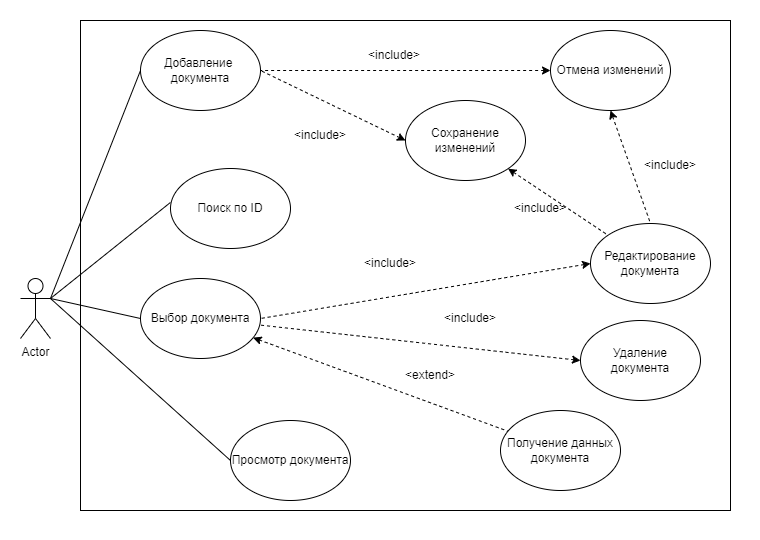 <include>
Добавление
документа
Отмена изменений
<include>
Сохранение
изменений
<include>
Поиск по ID
<include>
<include>
Редактирование
документа
Выбор документа
<include>
Actor
Удаление
документа
<extend>
Получение данных
документа
Просмотр документа